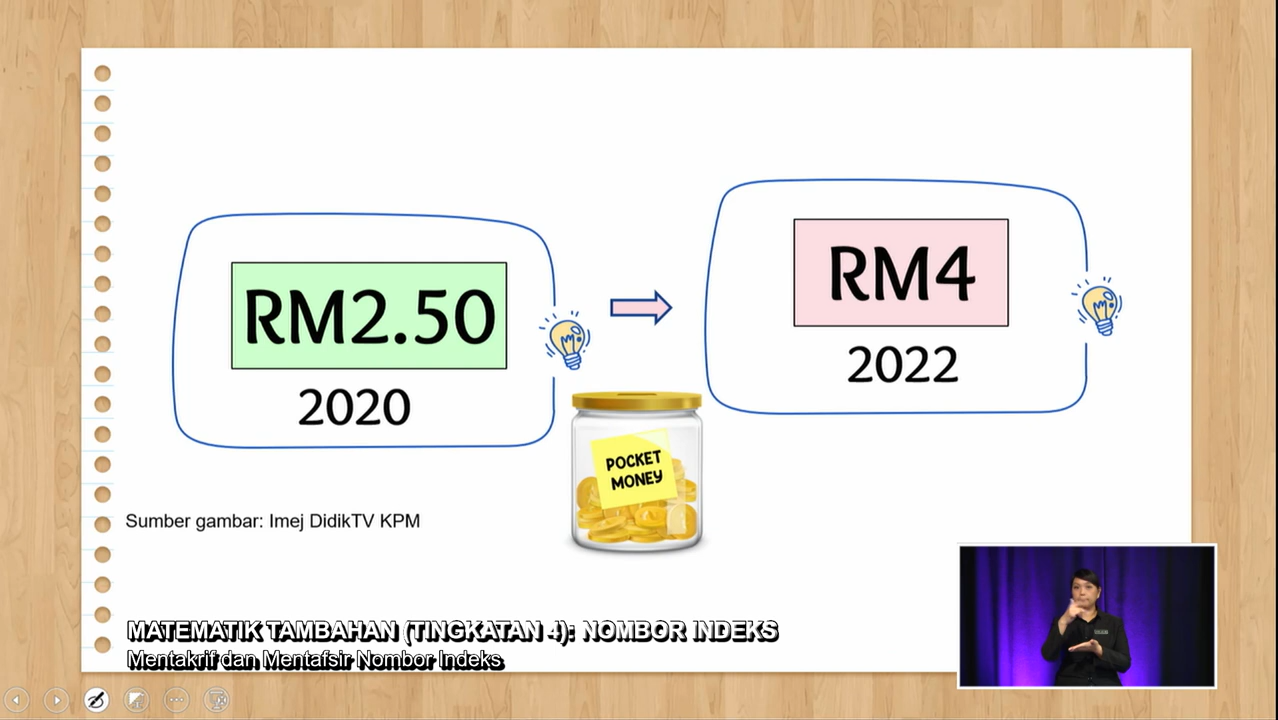 RM2.50
2020
RM4
2022
POCKET
MONEY
Sumber gambar: Imej DidikTV KPM
MATEMATIK TAMBAHAN (TINGKATAN 4): NOMBOR INDEKS
Mentakrif dan Mentafsir Nombor Indeks